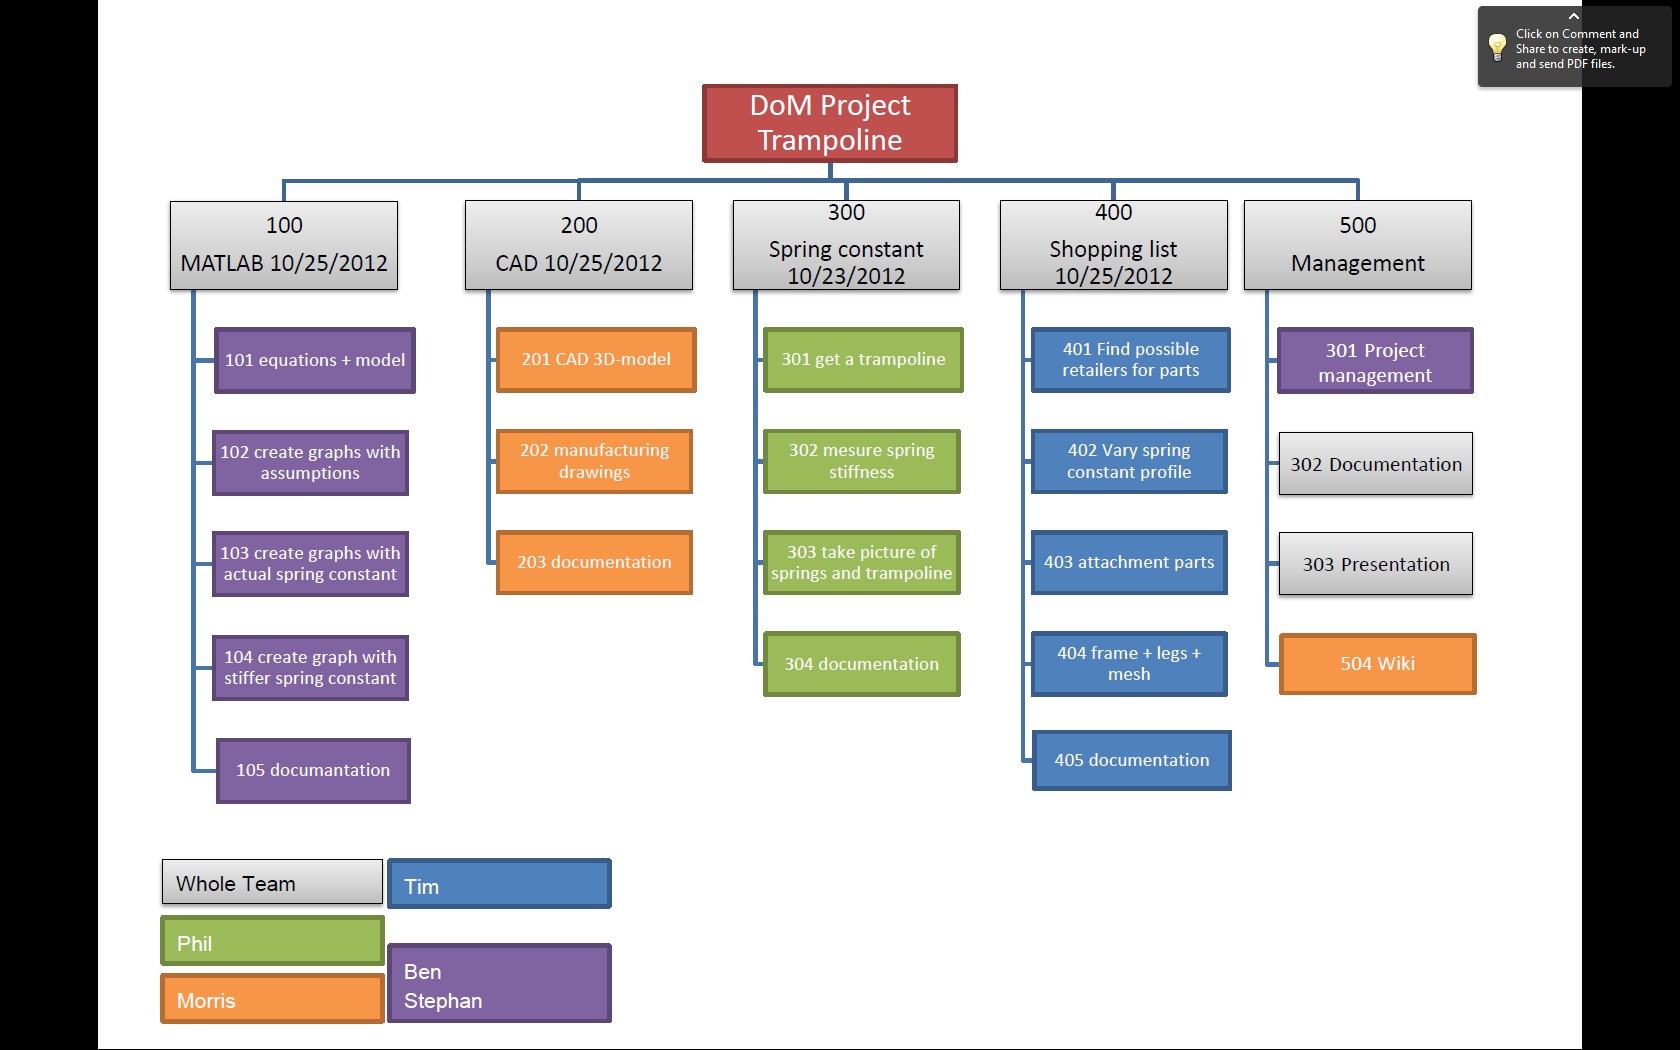 Click on Comment and
Share to create, mark-up
and send PDF files.
DoM Project
Trampoline
100
MATLAB 10/25/2012
200
CAD 10/25/2012
300
Spring constant
10/23/2012
400
Shopping list
10/25/2012
500
Management
101 equations + model
102 create graphs with
assumptions
103 create graphs with
actual spring constant
104 create graph with
stiffer spring constant
105 documantation
201 CAD 3D-model
202 manufacturing
drawings
203 documentation
301 get a trampoline
302 mesure spring
stiffness
303 take picture of
springs and trampoline
304 documentation
401 Find possible
retailers for parts
402 Vary spring
constant profile
403 attachment parts
404 frame + legs +
mesh
405 documentation
301 Project
management
302 Documentation
303 Presentation
504 Wiki
Whole Team
Phil
Morris
Tim
Ben
Stephan